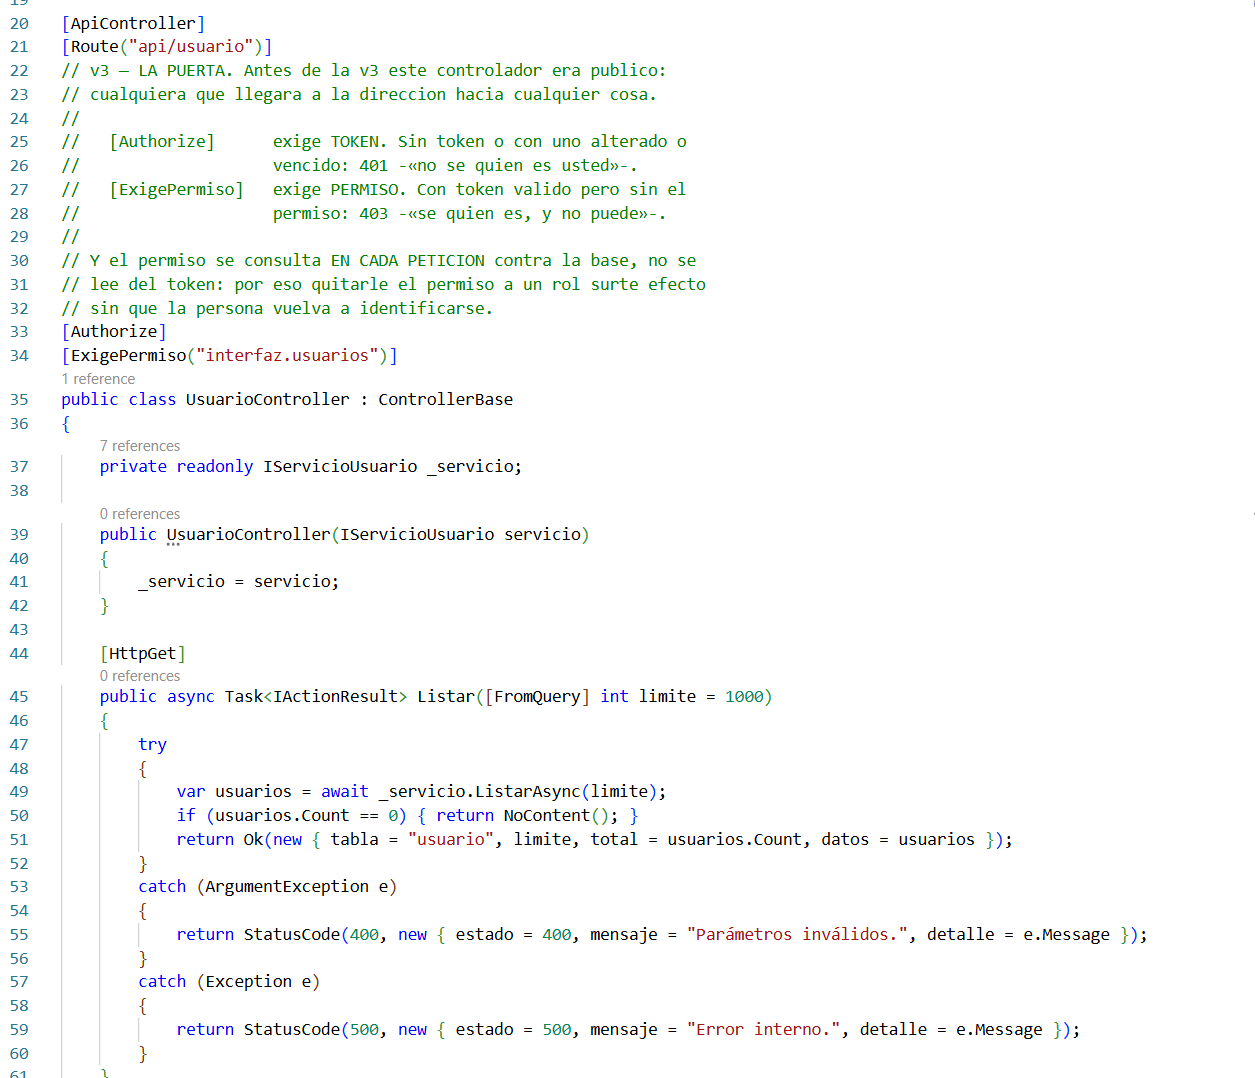 19
20 [ApiController]
21 [Route("api/usuario")]
22 // v3 — LA PUERTA. Antes de la v3 este controlador era publico:
23 // cualquiera que llegara a la direccion hacia cualquier cosa.
24 //
25 //   [Authorize]      exige TOKEN. Sin token o con uno alterado o
26 //                    vencido: 401 -«no se quien es usted»-.
27 //   [ExigePermiso]   exige PERMISO. Con token valido pero sin el
28 //                    permiso: 403 -«se quien es, y no puede»-.
29 //
30 // Y el permiso se consulta EN CADA PETICION contra la base, no se
31 // lee del token: por eso quitarle el permiso a un rol surte efecto
32 // sin que la persona vuelva a identificarse.
33 [Authorize]
34 [ExigePermiso("interfaz.usuarios")]
1 reference
35 public class UsuarioController : ControllerBase
36 {
7 references
37     private readonly IServicioUsuario _servicio;
38
0 references
39     public UsuarioController(IServicioUsuario servicio)
40     {
41         _servicio = servicio;
42     }
43
44     [HttpGet]
0 references
45     public async Task<IActionResult> Listar([FromQuery] int limite = 1000)
46     {
47         try
48         {
49             var usuarios = await _servicio.ListarAsync(limite);
50             if (usuarios.Count == 0) { return NoContent(); }
51             return Ok(new { tabla = "usuario", limite, total = usuarios.Count, datos = usuarios });
52         }
53         catch (ArgumentException e)
54         {
55             return StatusCode(400, new { estado = 400, mensaje = "Parámetros inválidos.", detalle = e.Message });
56         }
57         catch (Exception e)
58         {
59             return StatusCode(500, new { estado = 500, mensaje = "Error interno.", detalle = e.Message });
60         }
61     }